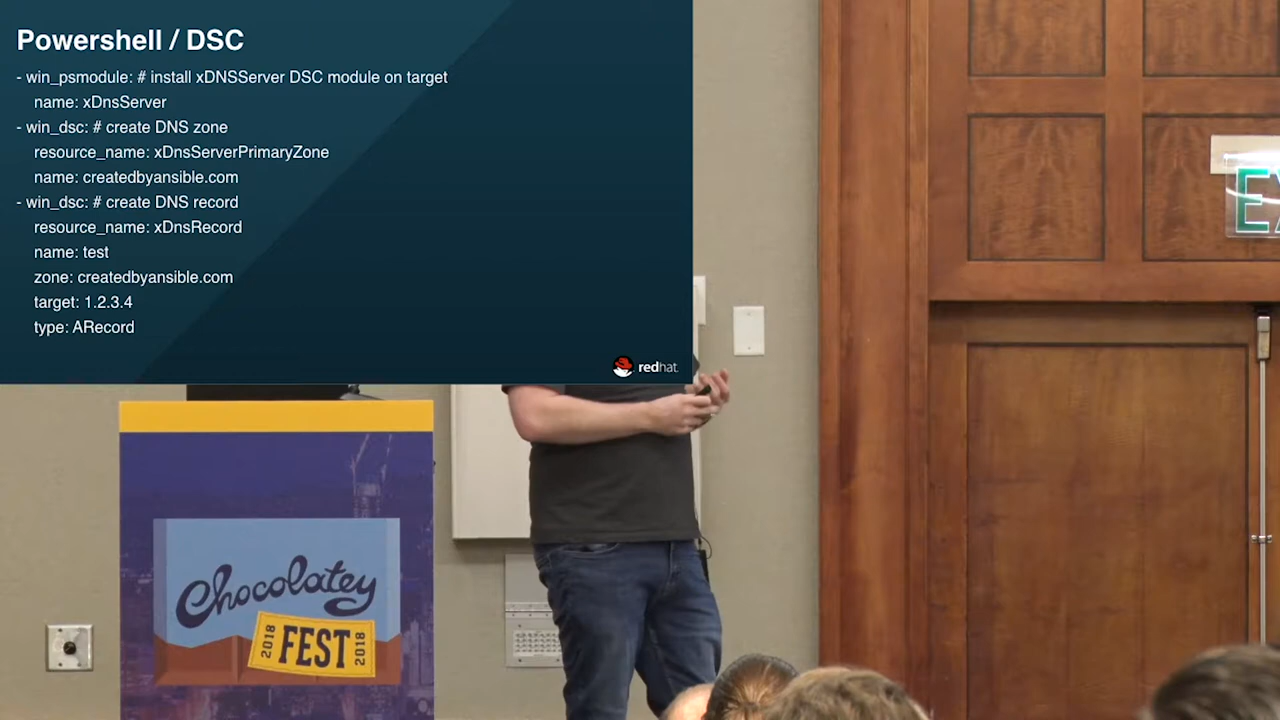 Powershell / DSC
- win_psmodule: # install xDNSServer DSC module on target
name: xDnsServer
- win_dsc: # create DNS zone
resource_name: xDnsServerPrimaryZone
name: createdbyansible.com
- win_dsc: # create DNS record
resource_name: xDnsRecord
name: test
zone: createdbyansible.com
target: 1.2.3.4
type: ARecord
redhat.
Chocolatey
2018 FEST 2018